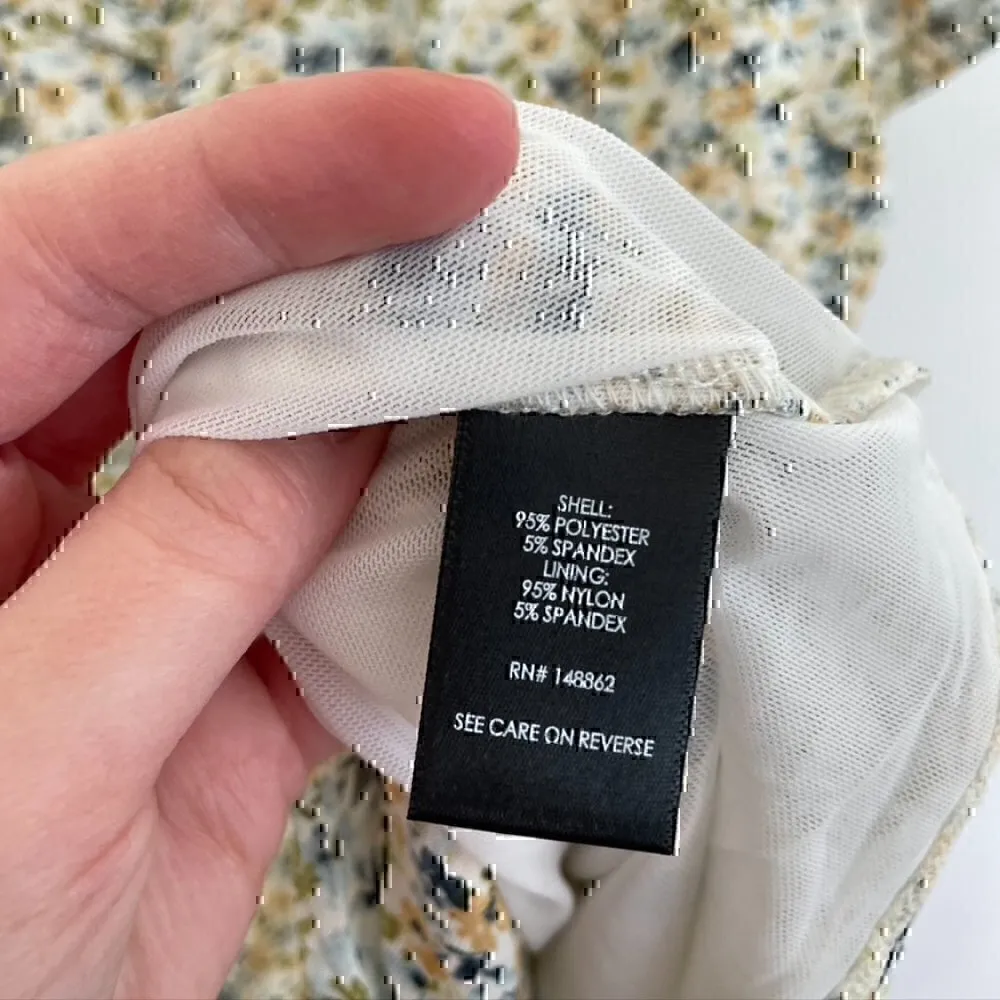 SHELL:
95% POLYESTER
5% SPANDEX
LINING:
95% NYLON
5% SPANDEX
RN# 148862
SEE CARE ON REVERSE